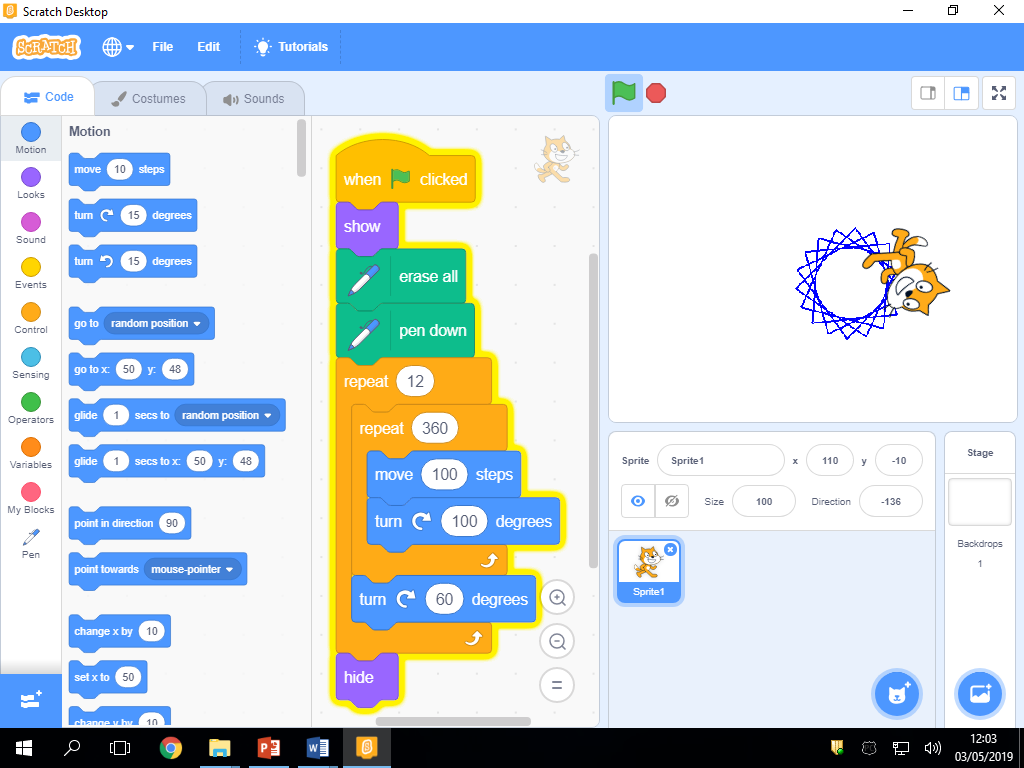 Scratch Desktop
SCRATCH
File Edit Tutorials
Code Costumes Sounds
Motion
Looks
Sound
Events
Control
Sensing
Operators
Variables
My Blocks
Pen
Motion
move 10 steps
turn 15 degrees
turn 15 degrees
go to random position
go to x: 50 y: 48
glide 1 secs to random position
glide 1 secs to x: 50 y: 48
point in direction 90
point towards mouse-pointer
change x by 10
set x to 50
change y by 10
when clicked
show
erase all
pen down
repeat 12
repeat 360
move 100 steps
turn 100 degrees
turn 60 degrees
hide
Sprite Sprite1 x 110 y -10
Size 100 Direction -136
Sprite1
Stage
Backdrops
1
12:03
03/05/2019